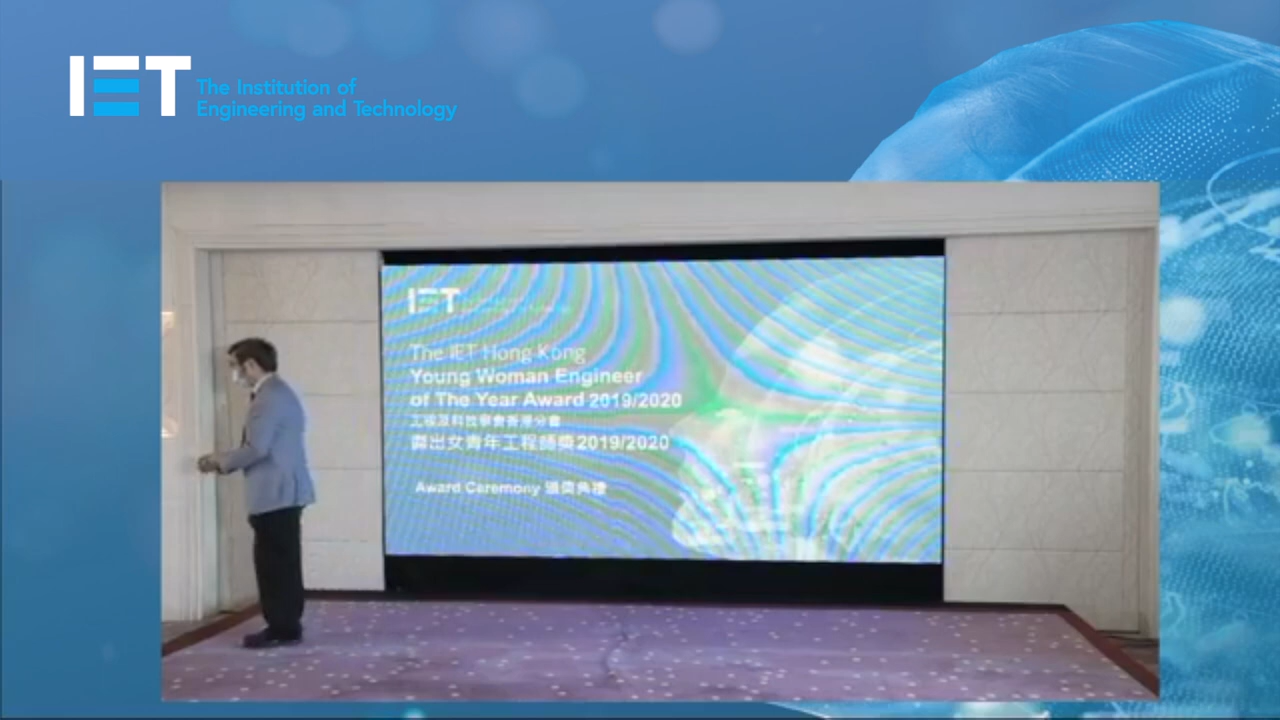 IET The Institution of
Engineering and Technology
IET
The IET Hong Kong
Young Woman Engineer
of The Year Award 2019/2020
工程及科技學會香港分會
傑出女青年工程師獎2019/2020
Award Ceremony 頒獎典禮